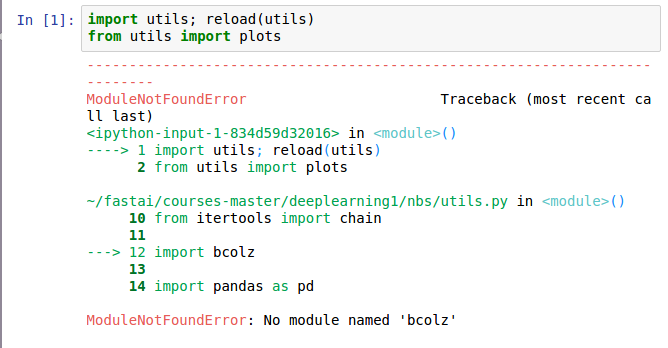 In [1]: import utils; reload(utils)
from utils import plots
---------------------------------------------------------------------------
ModuleNotFoundError                       Traceback (most recent ca
ll last)
<ipython-input-1-834d59d32016> in <module>()
----> 1 import utils; reload(utils)
      2 from utils import plots
~/fastai/courses-master/deeplearning1/nbs/utils.py in <module>()
     10 from itertools import chain
     11
---> 12 import bcolz
     13
     14 import pandas as pd
ModuleNotFoundError: No module named 'bcolz'